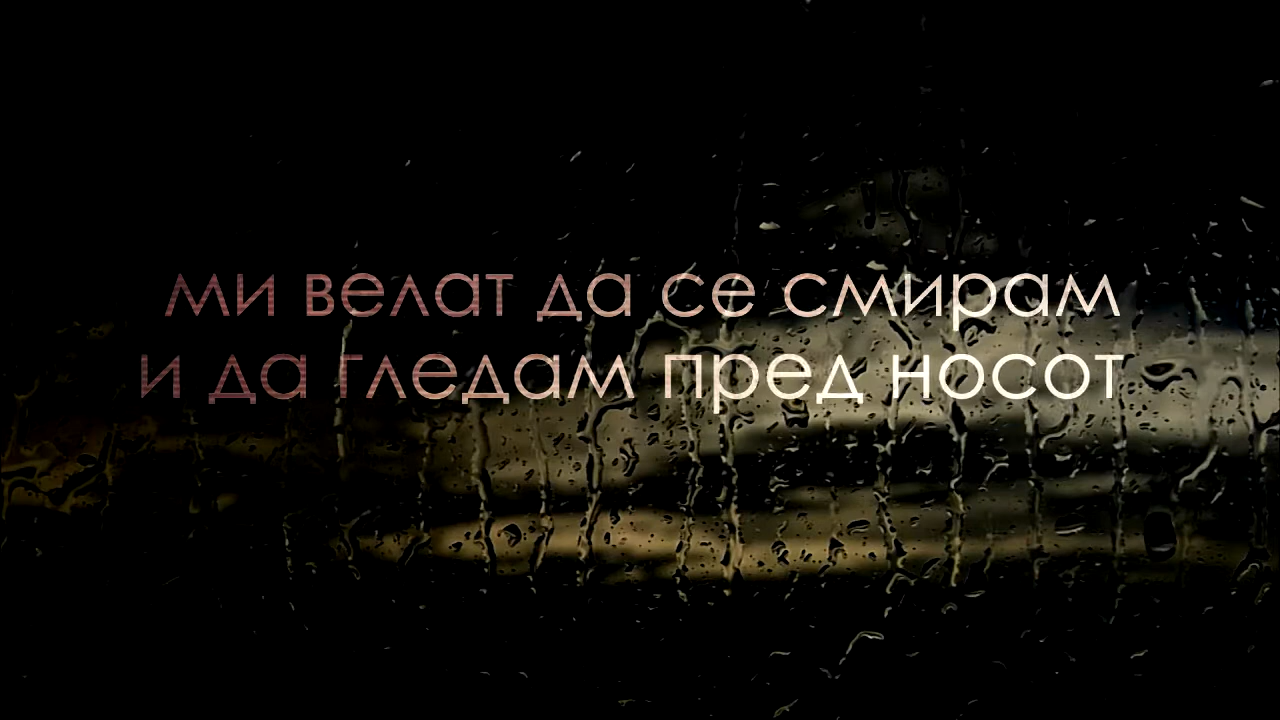 ми велат да се смирам
и да гледам пред носот